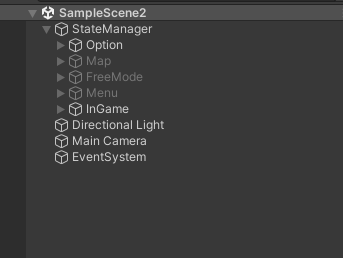 SampleScene2
StateManager
Option
Map
FreeMode
Menu
InGame
Directional Light
Main Camera
EventSystem